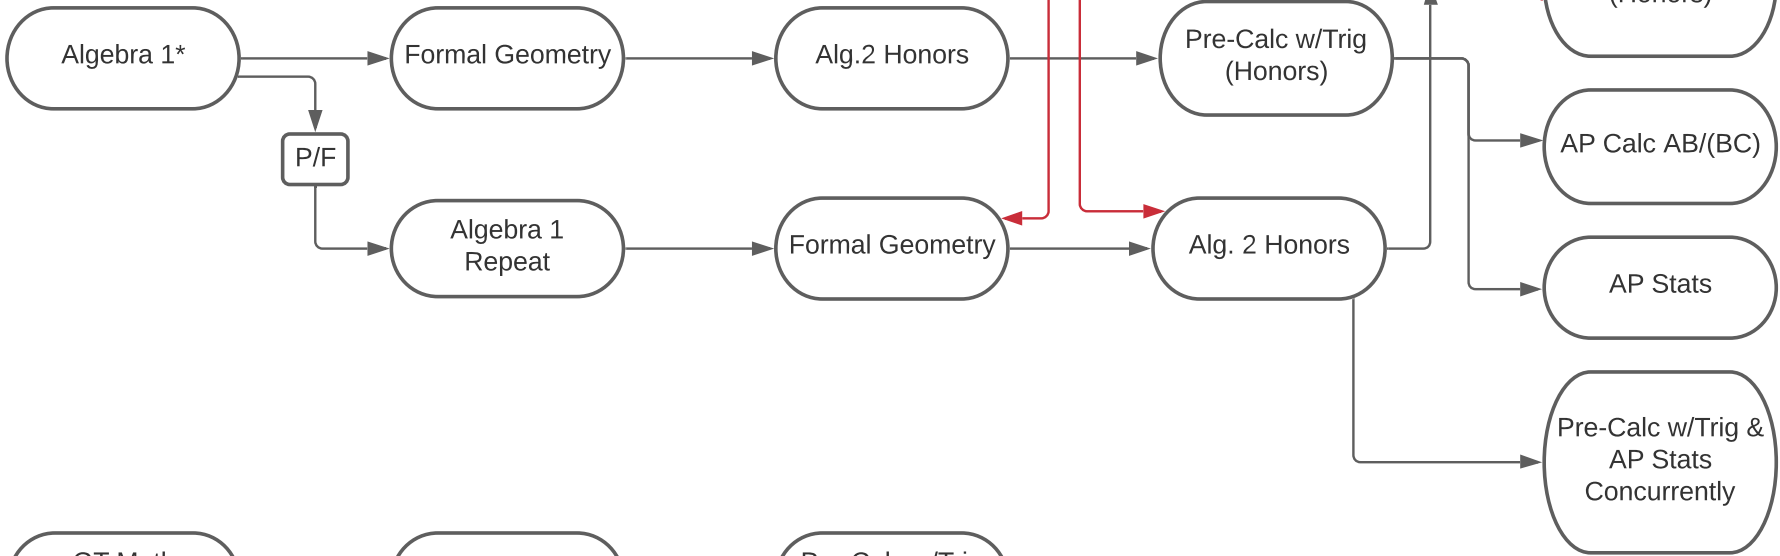 (Honors)
Algebra 1*
Formal Geometry
Alg.2 Honors
Pre-Calc w/Trig
(Honors)
AP Calc AB/(BC)
P/F
Algebra 1
Repeat
Formal Geometry
Alg. 2 Honors
AP Stats
Pre-Calc w/Trig &
AP Stats
Concurrently